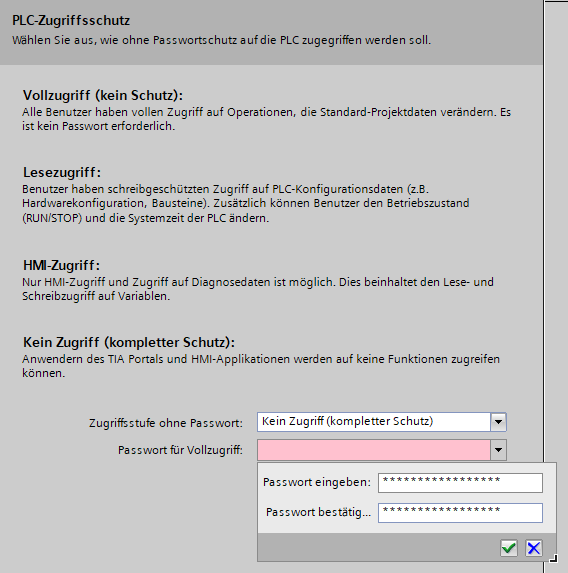 PLC-Zugriffsschutz
Wählen Sie aus, wie ohne Passwortschutz auf die PLC zugegriffen werden soll.
Vollzugriff (kein Schutz):
Alle Benutzer haben vollen Zugriff auf Operationen, die Standard-Projektdaten verändern. Es
ist kein Passwort erforderlich.
Lesezugriff:
Benutzer haben schreibgeschützten Zugriff auf PLC-Konfigurationsdaten (z.B.
Hardwarekonfiguration, Bausteine). Zusätzlich können Benutzer den Betriebszustand
(RUN/STOP) und die Systemzeit der PLC ändern.
HMI-Zugriff:
Nur HMI-Zugriff und Zugriff auf Diagnosedaten ist möglich. Dies beinhaltet den Lese- und
Schreibzugriff auf Variablen.
Kein Zugriff (kompletter Schutz):
Anwendern des TIA Portals und HMI-Applikationen werden auf keine Funktionen zugreifen
können.
Zugriffsstufe ohne Passwort: Kein Zugriff (kompletter Schutz)
Passwort für Vollzugriff:
Passwort eingeben: *****************
Passwort bestätig... *****************